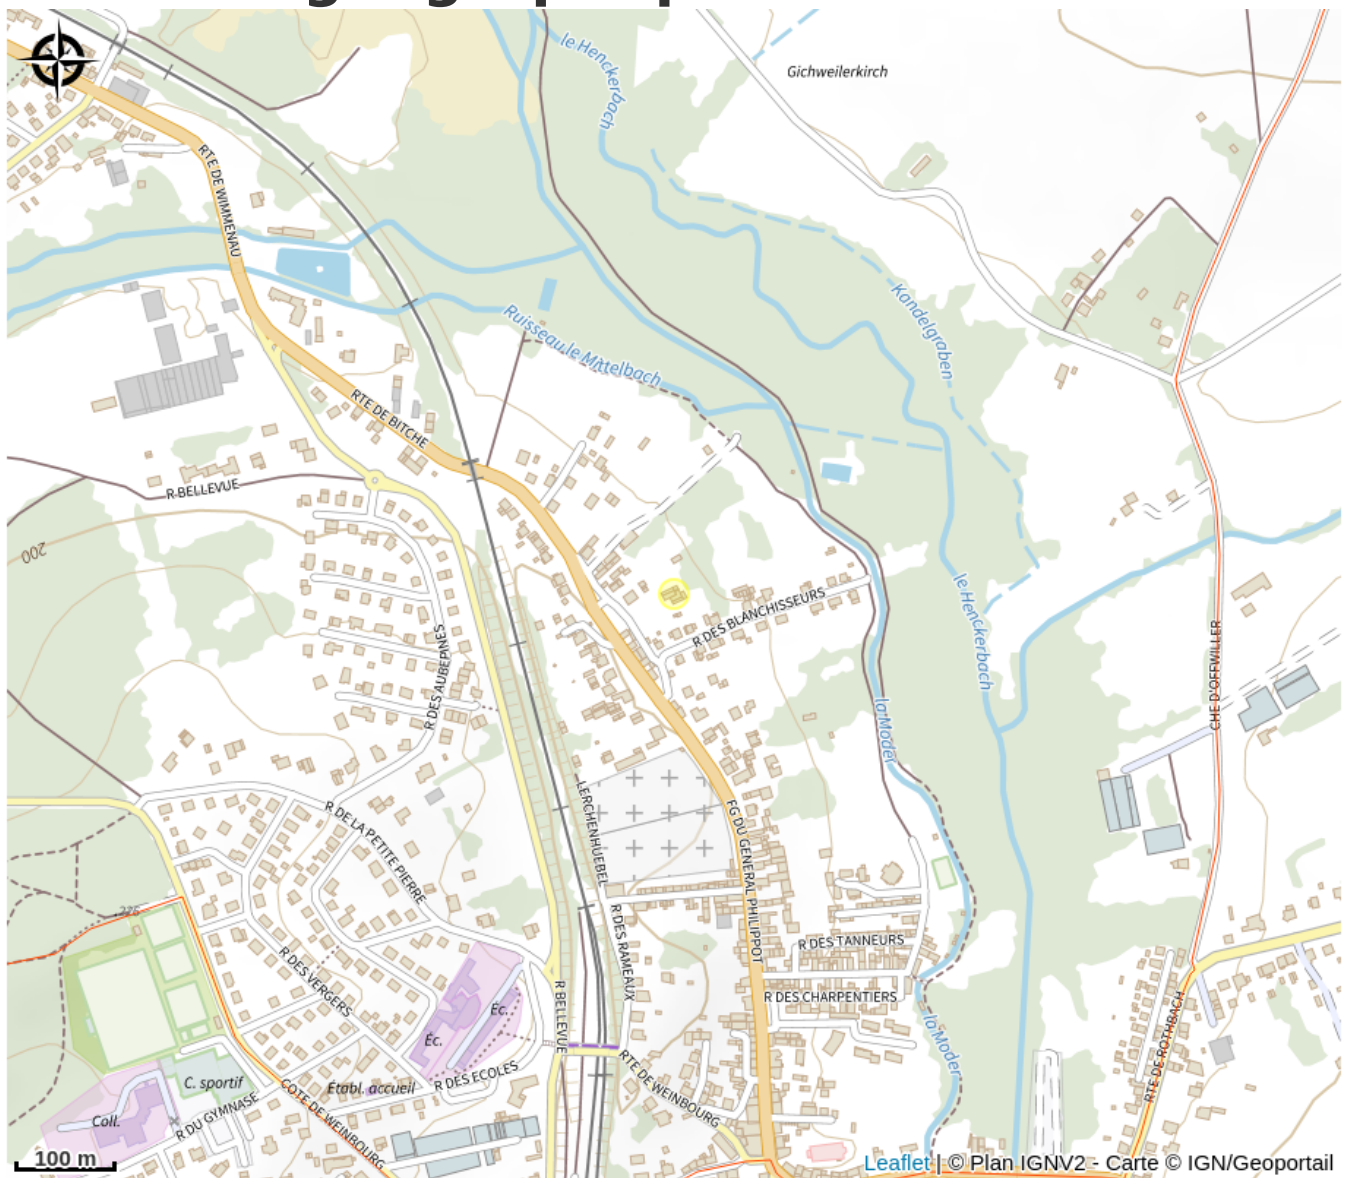 le Henckerbach
Gichweilerkirch
RTE DE WIMMENAU
Kandelgraben
Ruisseau le Mittelbach
RTE DE BITCHE
R BELLEVUE
200
R DES BLANCHISSEURS
le Henckerbach
CHE D'OFFWILLER
R DES AUBEPINES
la Moder
LERCHENHUEBEL
R DE LA PETITE PIERRE
FG DU GENERAL PHILIPPOT
276
R DES RAMEAUX
R DES TANNEURS
R DES VERGERS
R DES CHARPENTIERS
Éc.
Éc.
R BELLEVUE
la Moder
RTE DE ROTHBACH
C. sportif
Établ. accueil
R DES ECOLES
RTE DE WEINBOURG
Coll.
R DU GYMNASE
COTE DE WEINBOURG
100 m
Leaflet | © Plan IGNV2 - Carte © IGN/Geoportail